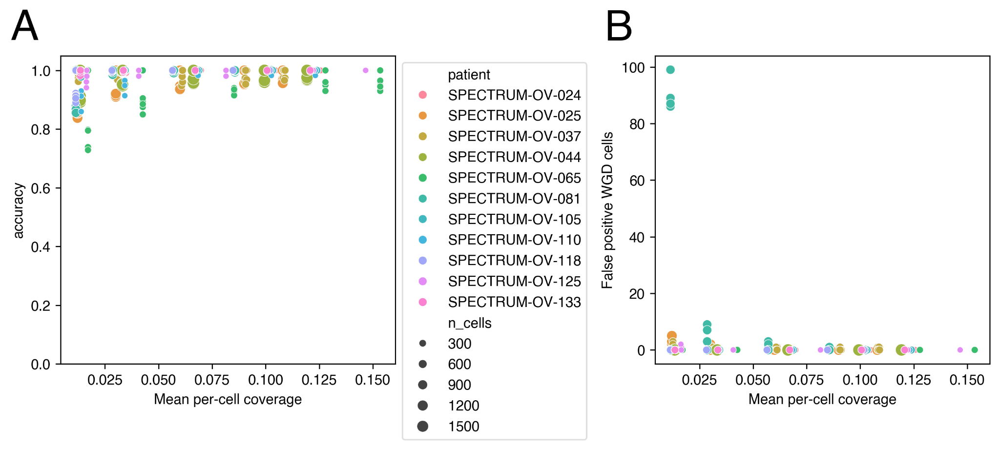 A
1.0
0.8
0.6
0.4
0.2
0.0
accuracy
0.025 0.050 0.075 0.100 0.125 0.150
Mean per-cell coverage
patient
SPECTRUM-OV-024
SPECTRUM-OV-025
SPECTRUM-OV-037
SPECTRUM-OV-044
SPECTRUM-OV-065
SPECTRUM-OV-081
SPECTRUM-OV-105
SPECTRUM-OV-110
SPECTRUM-OV-118
SPECTRUM-OV-125
SPECTRUM-OV-133
n_cells
300
600
900
1200
1500
B
100
80
60
40
20
0
False positive WGD cells
0.025 0.050 0.075 0.100 0.125 0.150
Mean per-cell coverage